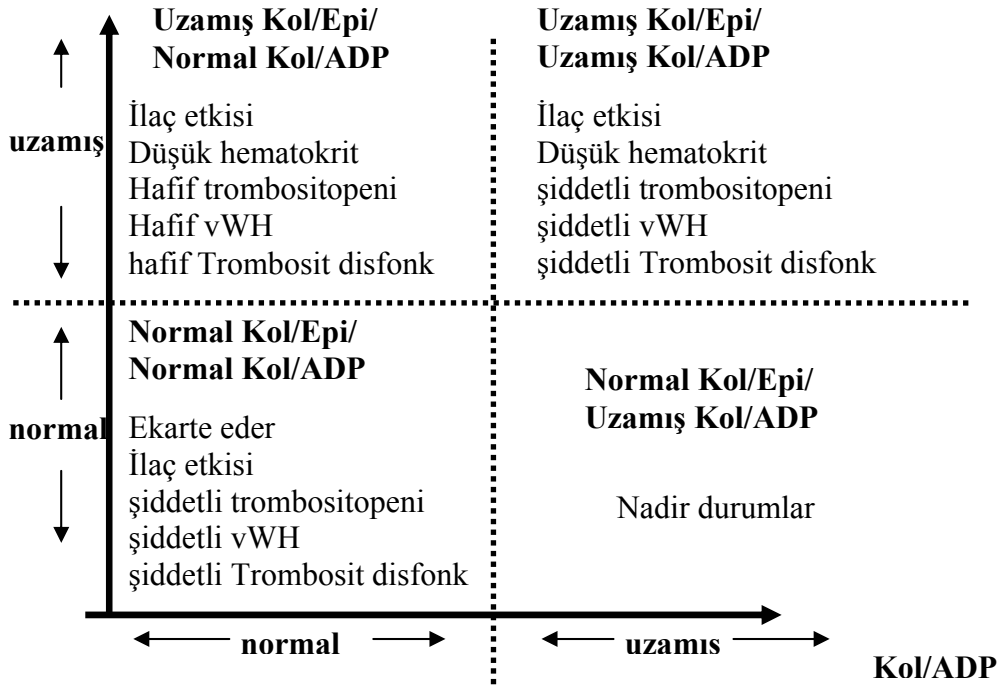 Uzamış Kol/Epi/
Normal Kol/ADP
İlaç etkisi
Düşük hematokrit
Hafif trombositopeni
Hafif vWH
hafif Trombosit disfonk
Uzamış Kol/Epi/
Uzamış Kol/ADP
İlaç etkisi
Düşük hematokrit
şiddetli trombositopeni
şiddetli vWH
şiddetli Trombosit disfonk
uzamış
Normal Kol/Epi/
Normal Kol/ADP
Ekarte eder
İlaç etkisi
şiddetli trombositopeni
şiddetli vWH
şiddetli Trombosit disfonk
Normal Kol/Epi/
Uzamış Kol/ADP
Nadir durumlar
normal
normal
uzamıs
Kol/ADP